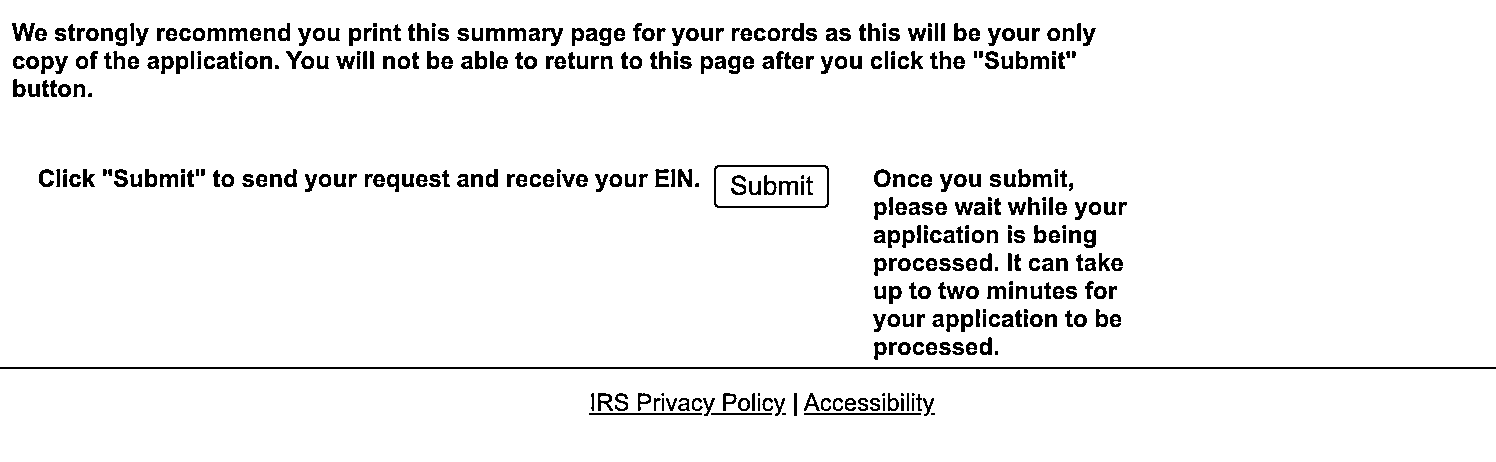 We strongly recommend you print this summary page for your records as this will be your only
copy of the application. You will not be able to return to this page after you click the "Submit"
button.
Click "Submit" to send your request and receive your EIN.
Submit
Once you submit,
please wait while your
application is being
processed. It can take
up to two minutes for
your application to be
processed.
IRS Privacy Policy | Accessibility